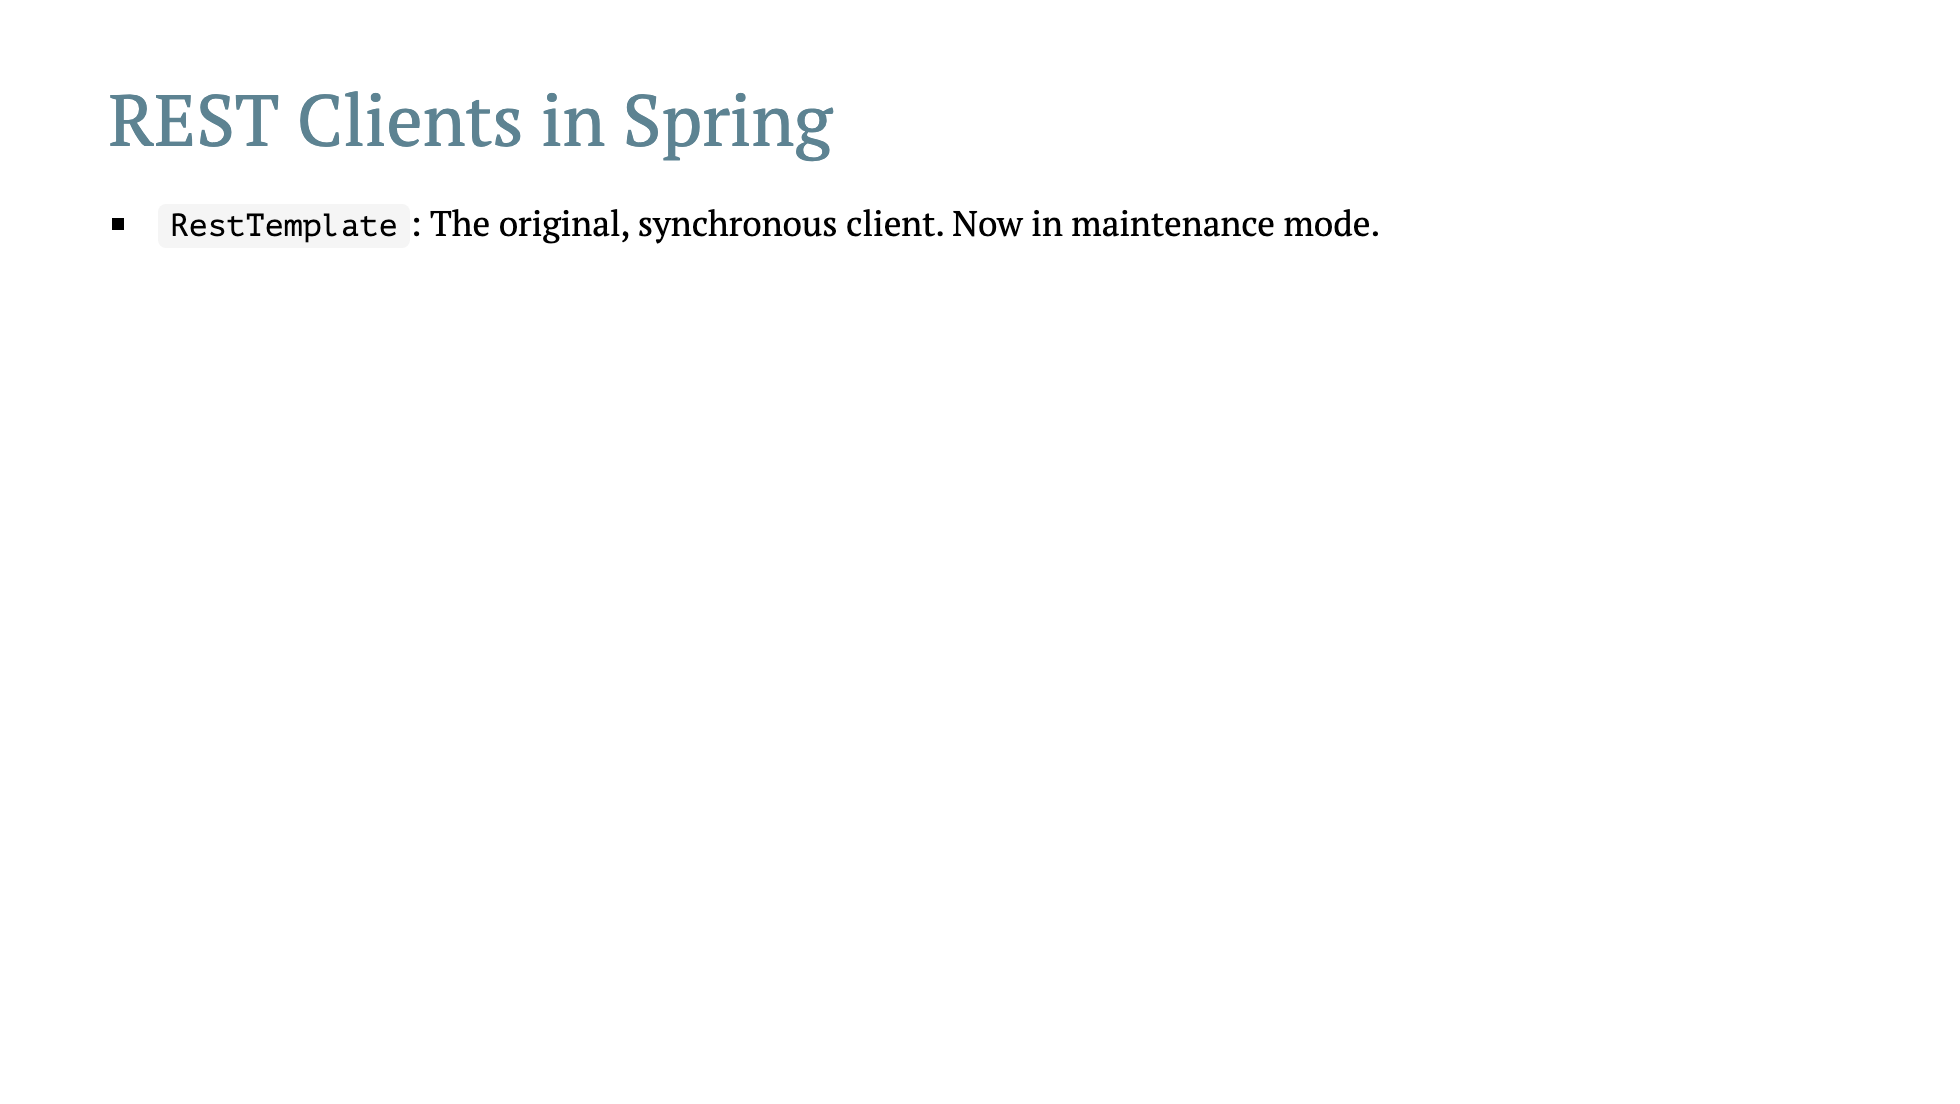 REST Clients in Spring
▪ RestTemplate: The original, synchronous client. Now in maintenance mode.